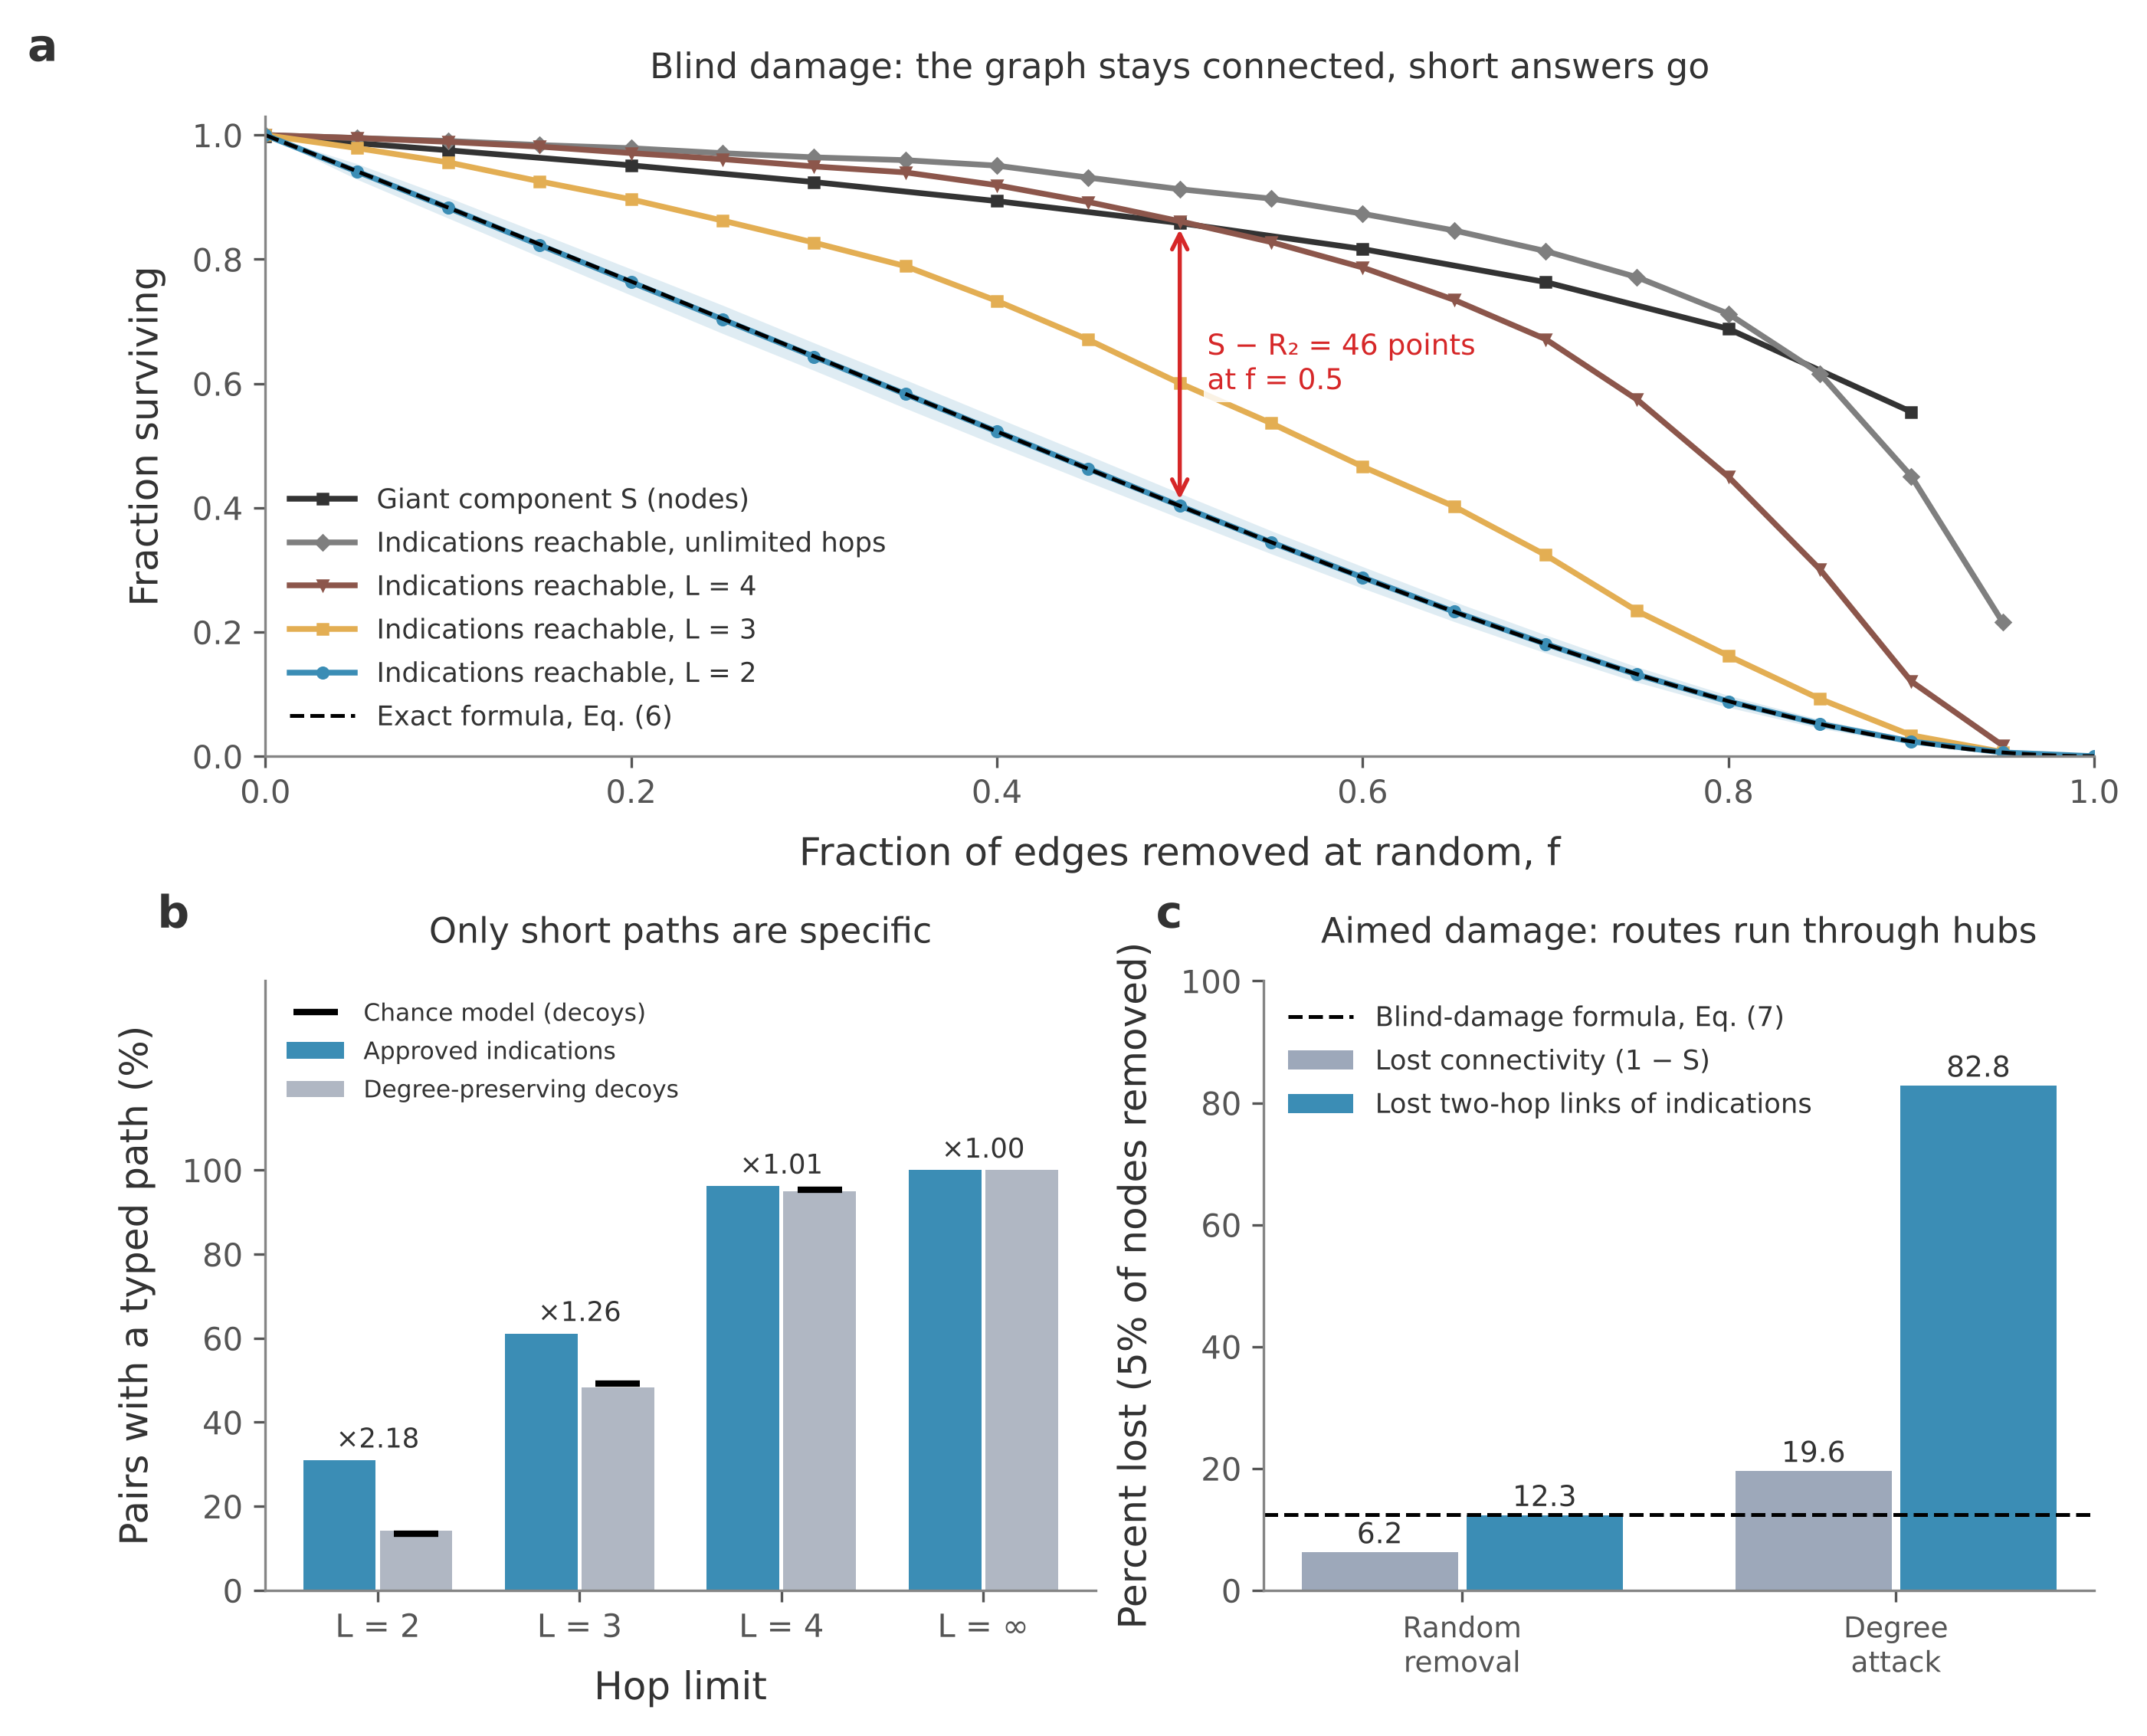 a
Blind damage: the graph stays connected, short answers go
Fraction surviving
1.0
0.8
0.6
0.4
0.2
0.0
S − R₂ = 46 points
at f = 0.5
Giant component S (nodes)
Indications reachable, unlimited hops
Indications reachable, L = 4
Indications reachable, L = 3
Indications reachable, L = 2
Exact formula, Eq. (6)
0.0 0.2 0.4 0.6 0.8 1.0
Fraction of edges removed at random, f
b
Only short paths are specific
Pairs with a typed path (%)
Chance model (decoys)
Approved indications
Degree-preserving decoys
100
80
60
40
20
0
×2.18
×1.26
×1.01
×1.00
L = 2 L = 3 L = 4 L = ∞
Hop limit
c
Aimed damage: routes run through hubs
Percent lost (5% of nodes removed)
100
80
60
40
20
0
Blind-damage formula, Eq. (7)
Lost connectivity (1 − S)
Lost two-hop links of indications
6.2
12.3
19.6
82.8
Random
removal
Degree
attack